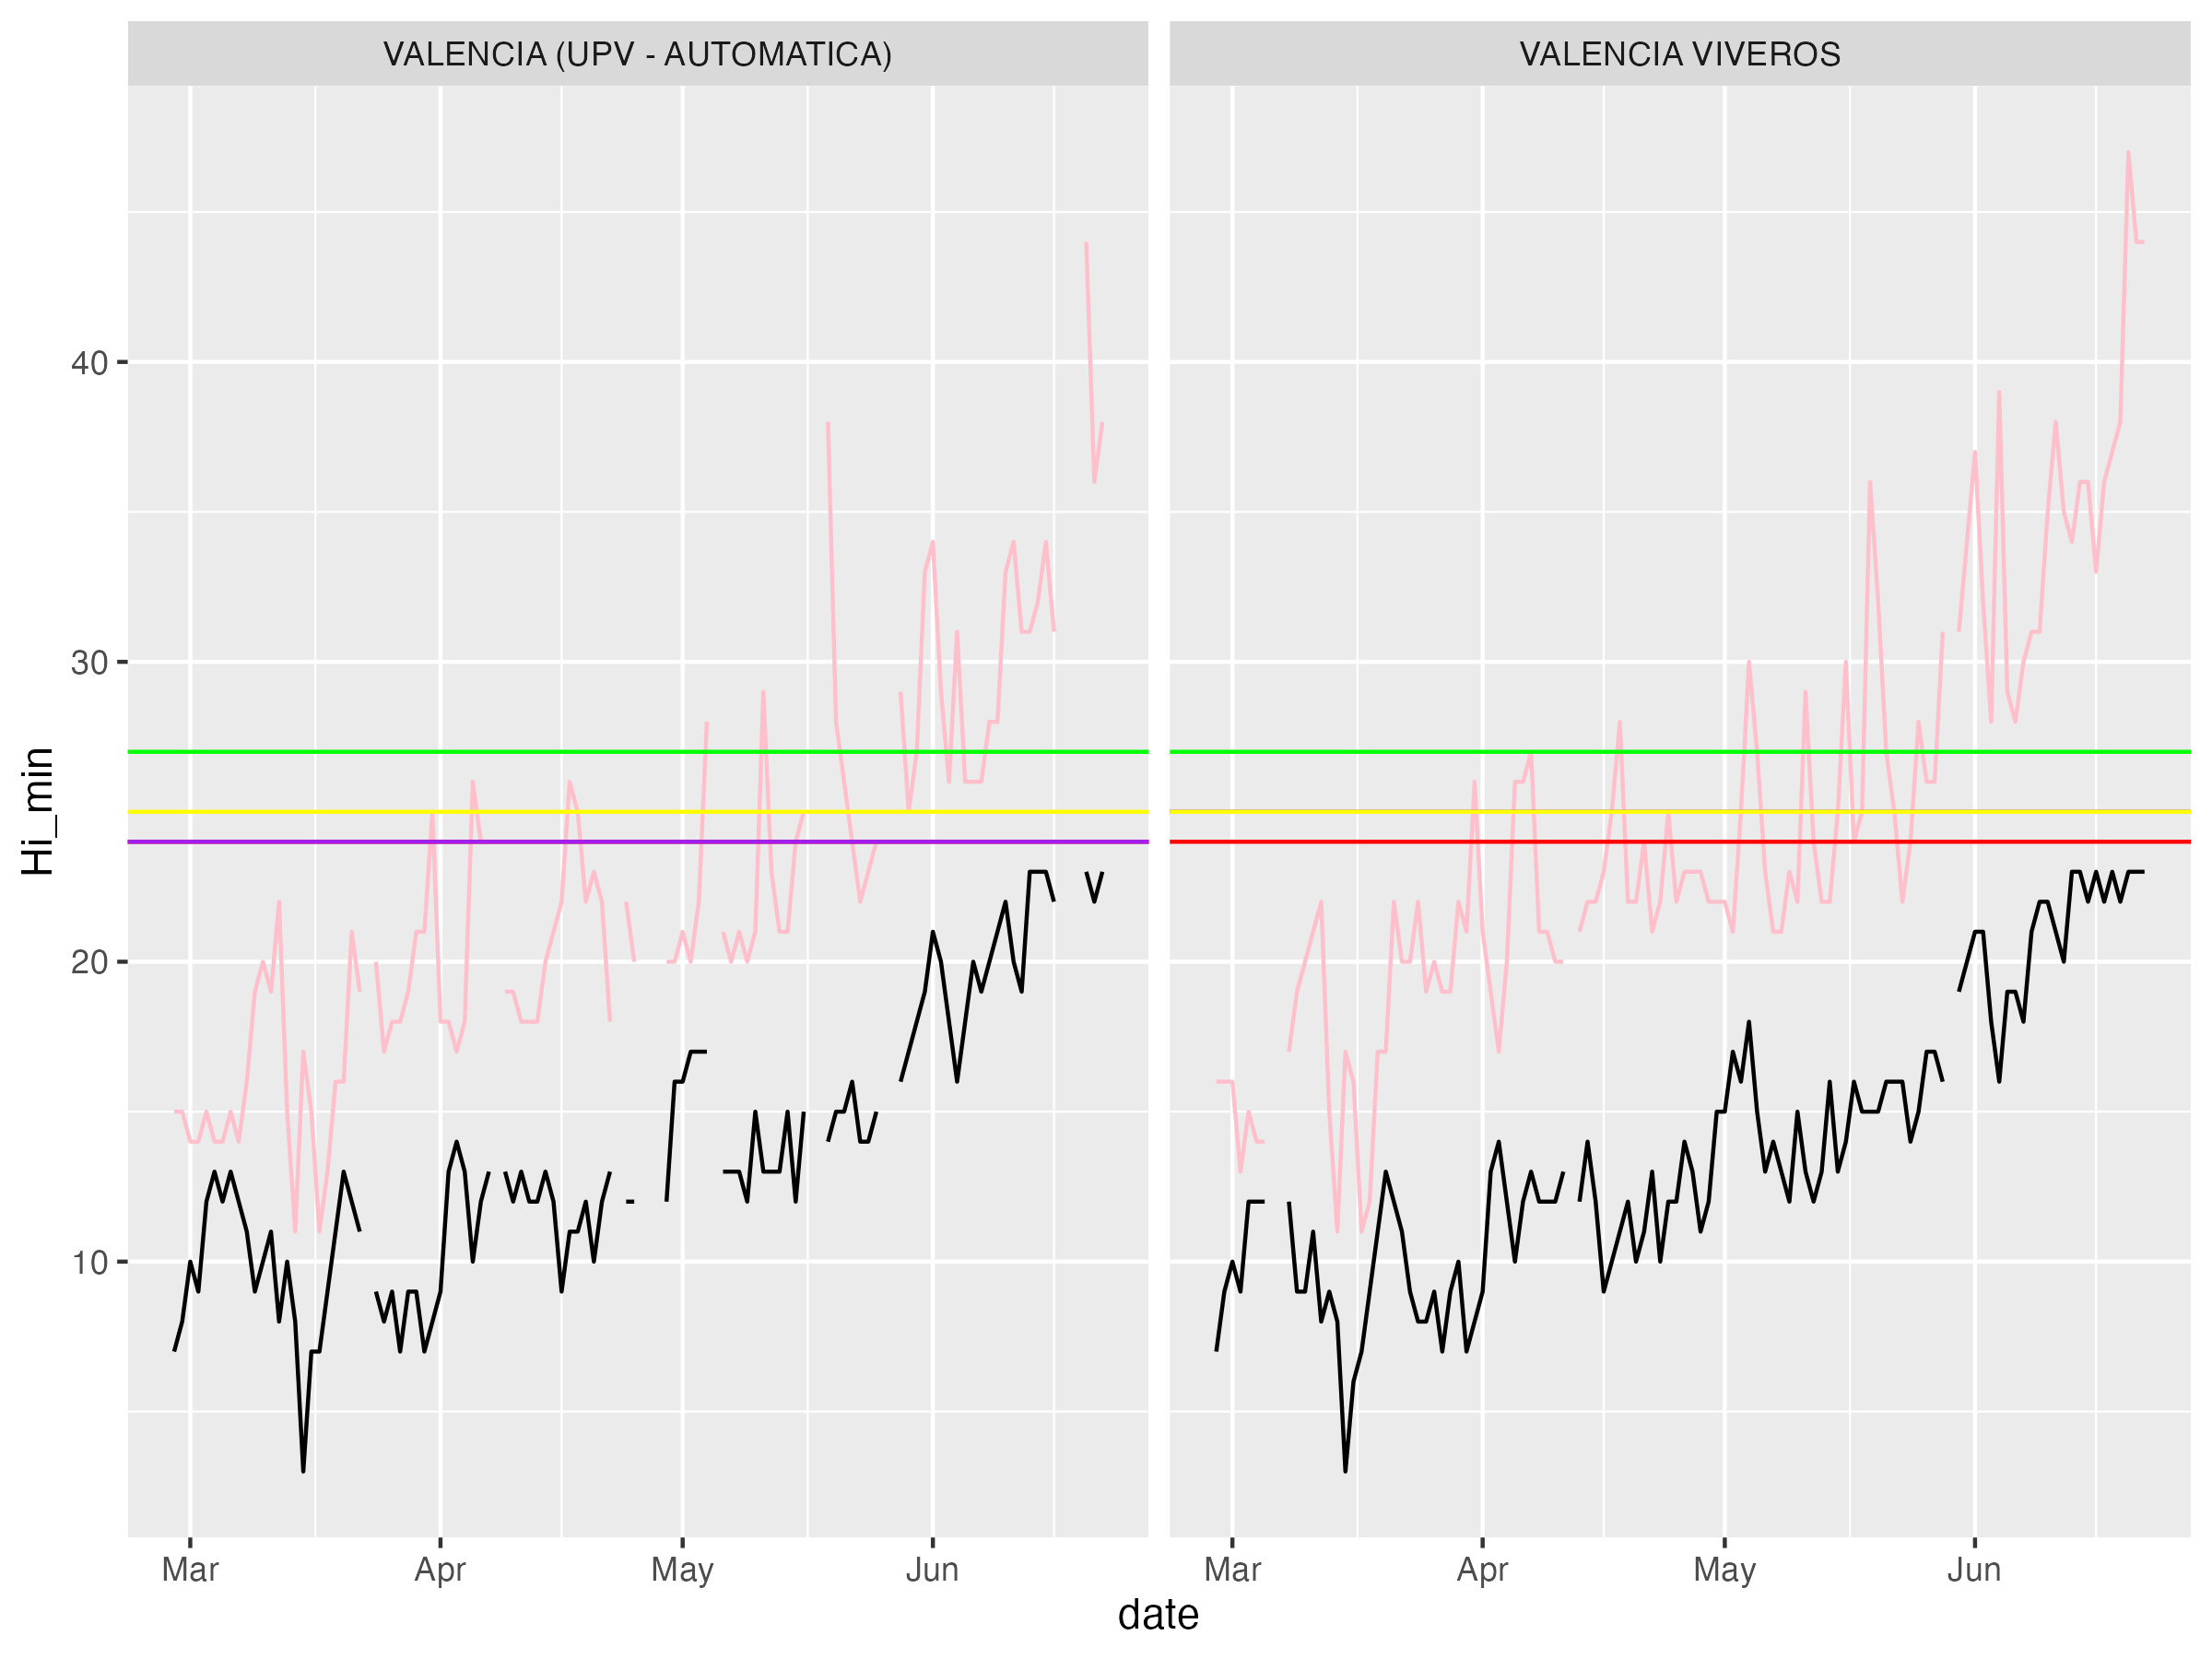 VALENCIA (UPV - AUTOMATICA)
VALENCIA VIVEROS
Hi_min
40
30
20
10
Mar Apr May Jun
Mar Apr May Jun
date